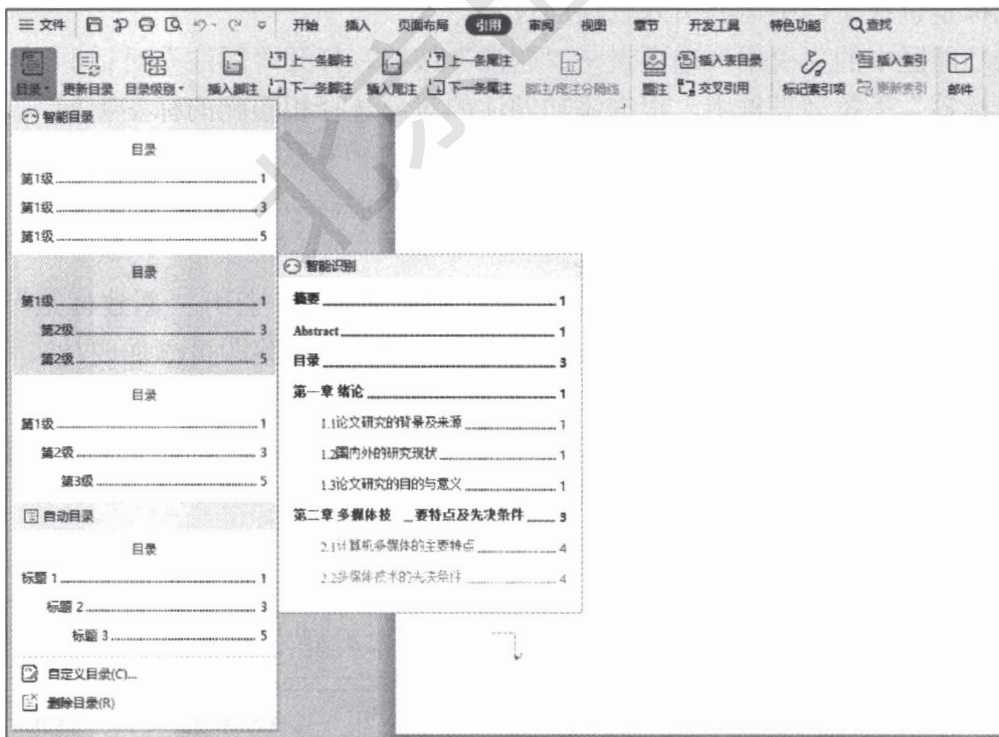 文件 开始 插入 页面布局 引用 审阅 视图 章节 开发工具 特色功能 查找
上一条脚注 上一条尾注 插入表目录 插入索引
目录 更新目录 目录级别 插入脚注 下一条脚注 插入尾注 下一条尾注 脚注/尾注分隔线 题注 交叉引用 标记索引项 更新索引 邮件
智能目录
目录
第1级 1
第1级 3
第1级 5
目录
第1级 1
第2级 3
第2级 5
目录
第1级 1
第2级 3
第3级 5
自动目录
目录
标题 1 1
标题 2 3
标题 3 5
自定义目录(C)...
删除目录(R)
智能识别
摘要 1
Abstract 1
目录 3
第一章 绪论 1
1.1论文研究的背景及来源 1
1.2国内外的研究现状 1
1.3论文研究的目的与意义 1
第二章 多媒体技 要特点及先决条件 3
2.1计算机多媒体的主要特点 4
2.2多媒体技术的先决条件 4
北京